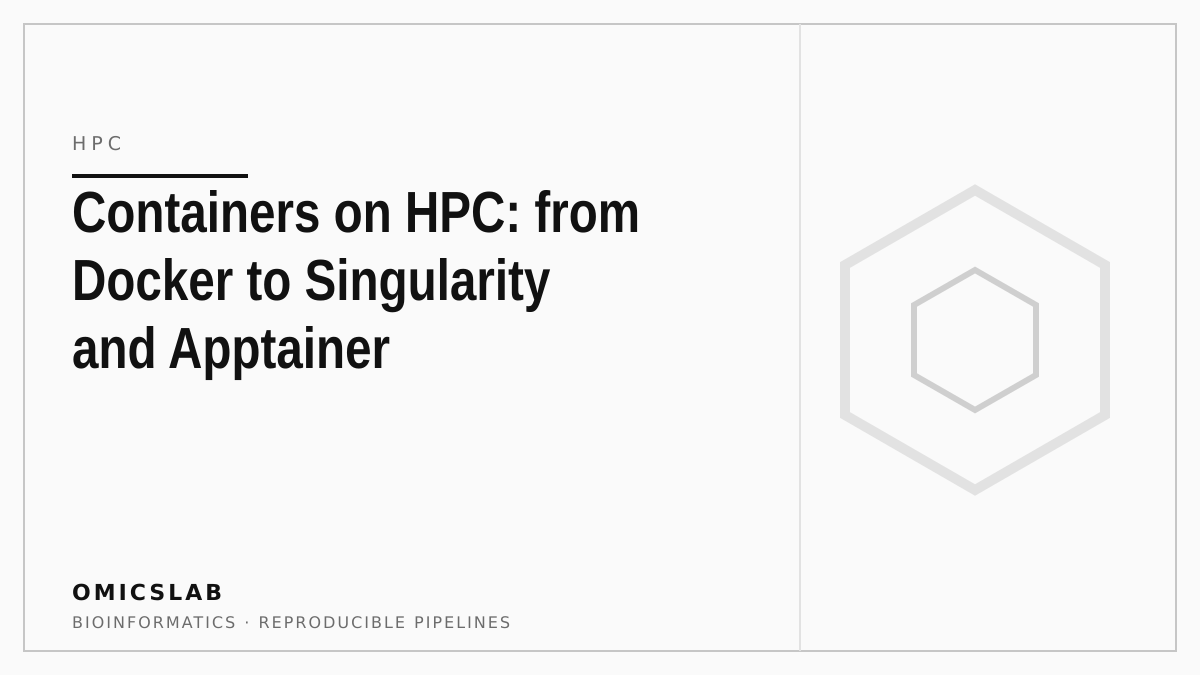 HPC
Containers on HPC: from
Docker to Singularity
and Apptainer
OMICSLAB
BIOINFORMATICS · REPRODUCIBLE PIPELINES